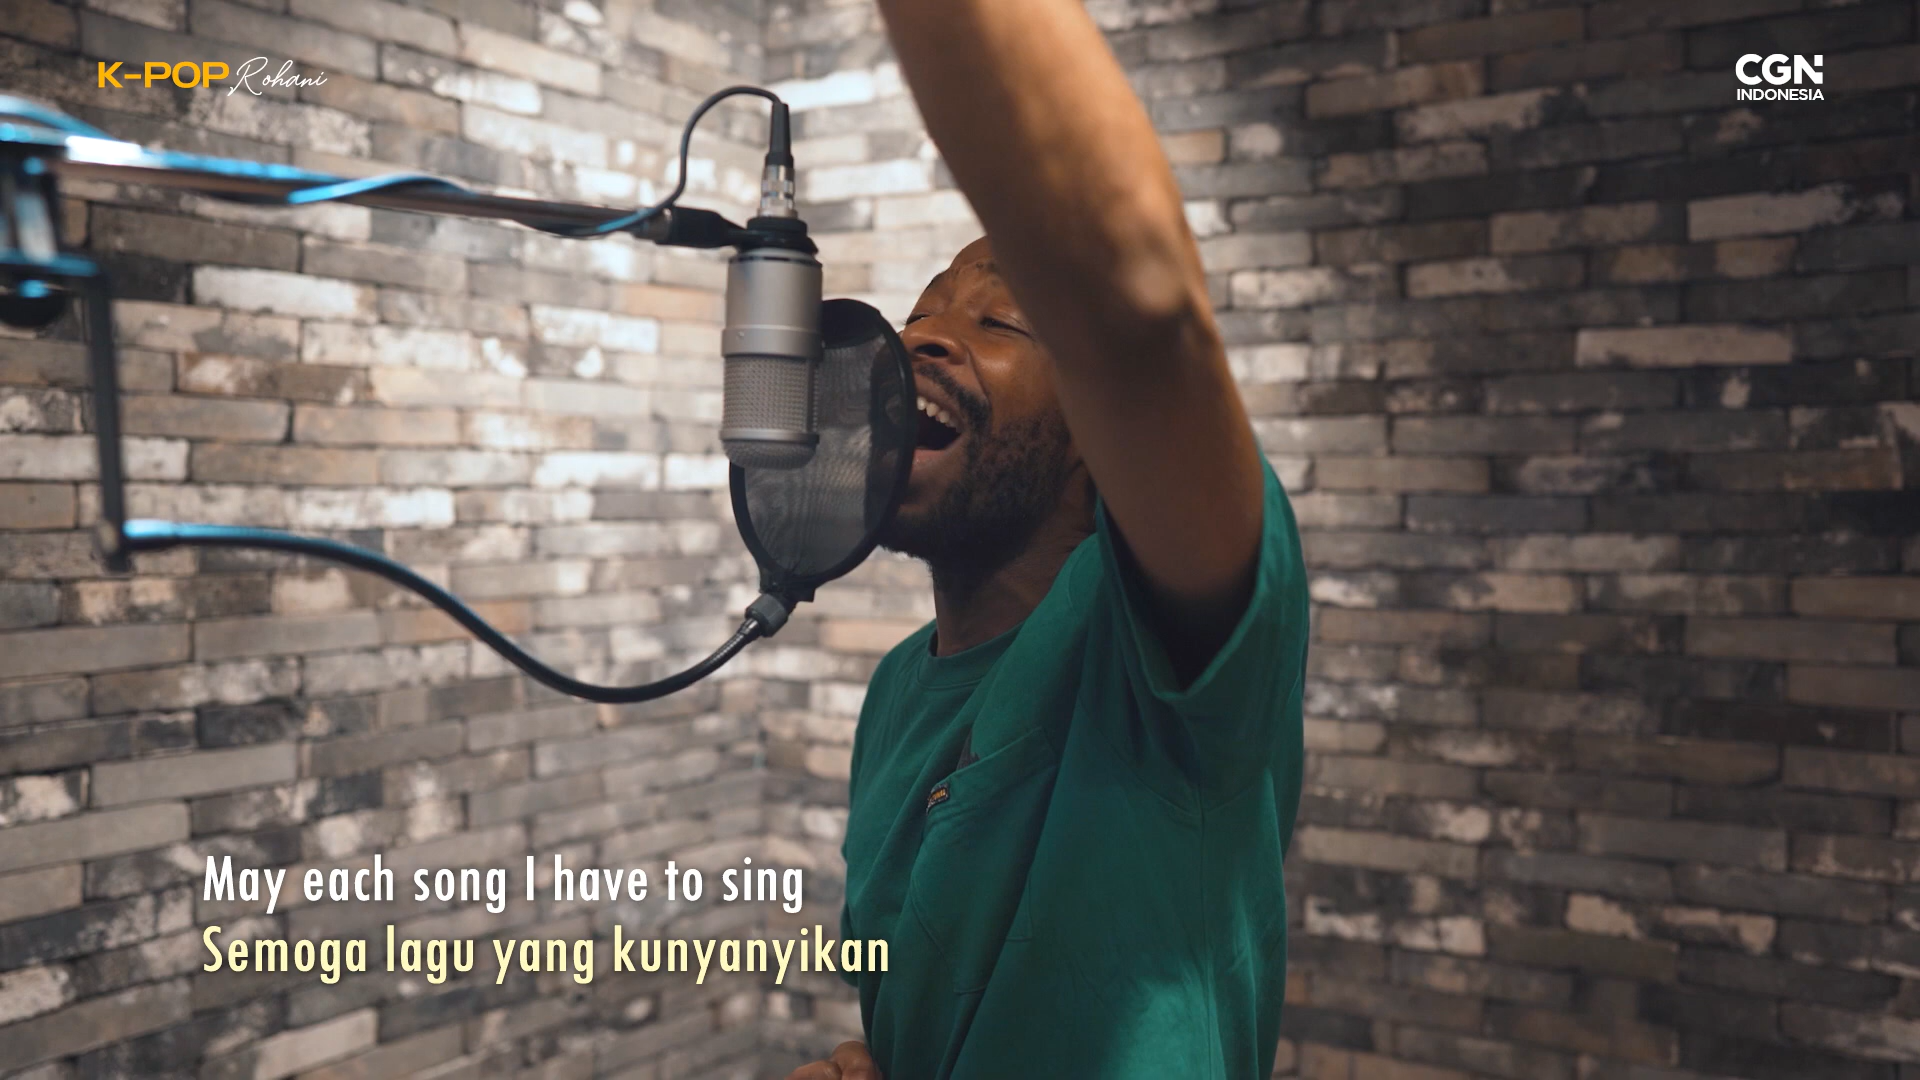 K-POP Rohani
CGN
INDONESIA
May each song I have to sing
Semoga lagu yang kunyanyikan